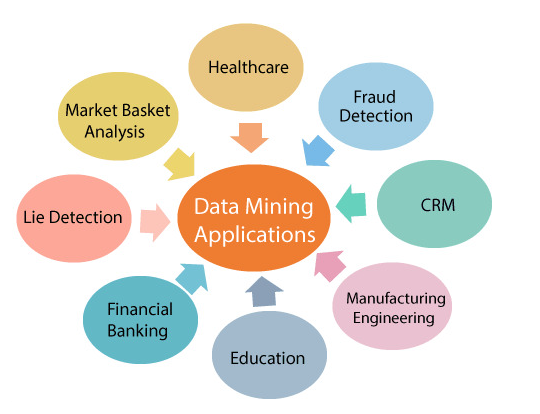 Healthcare
Fraud
Detection
CRM
Manufacturing
Engineering
Education
Financial
Banking
Lie Detection
Market Basket
Analysis
Data Mining
Applications